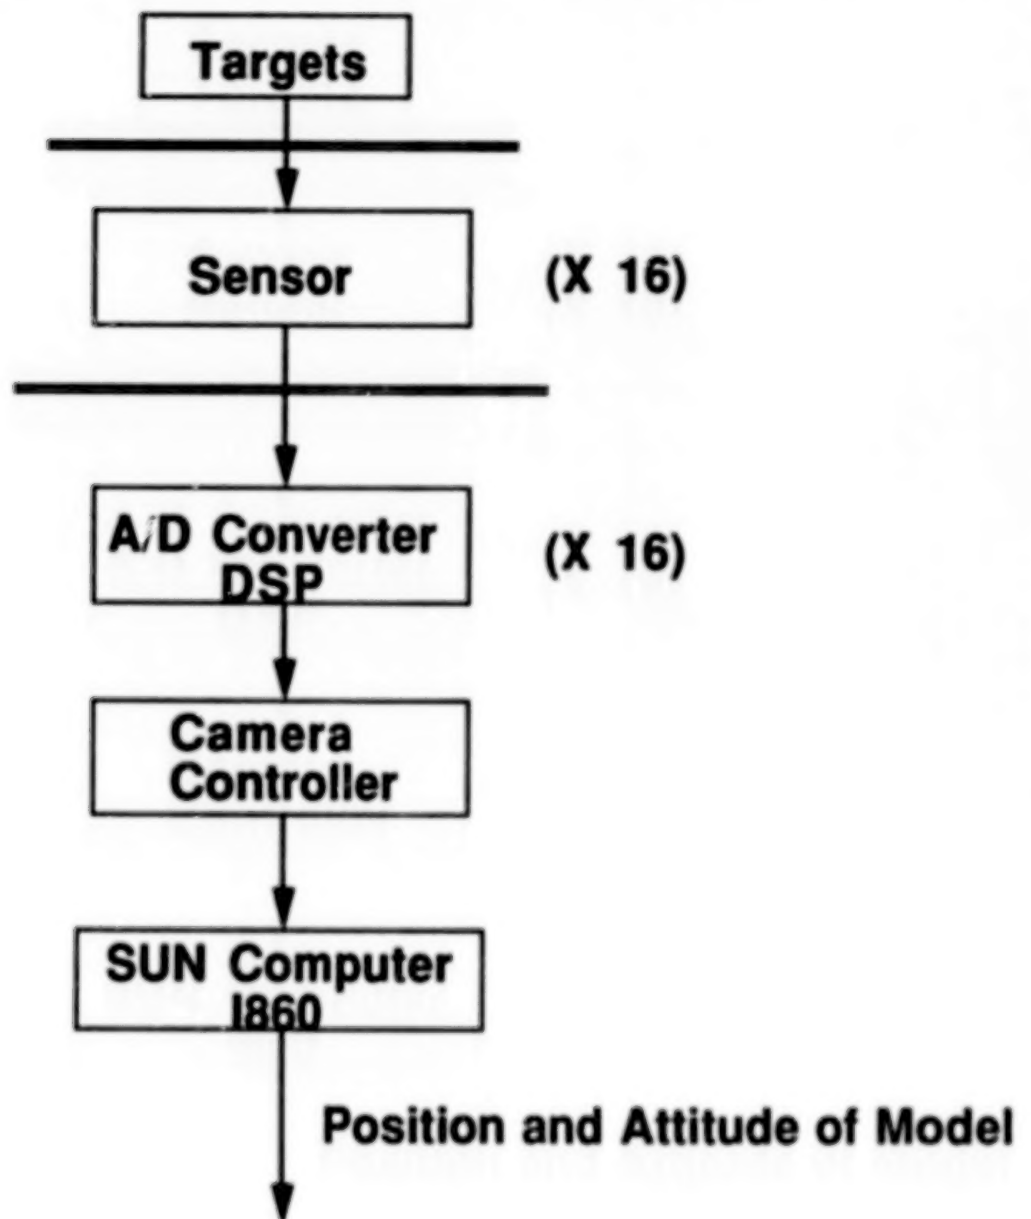 Targets
Sensor
(X 16)
A/D Converter
DSP
(X 16)
Camera
Controller
SUN Computer
I860
Position and Attitude of Model